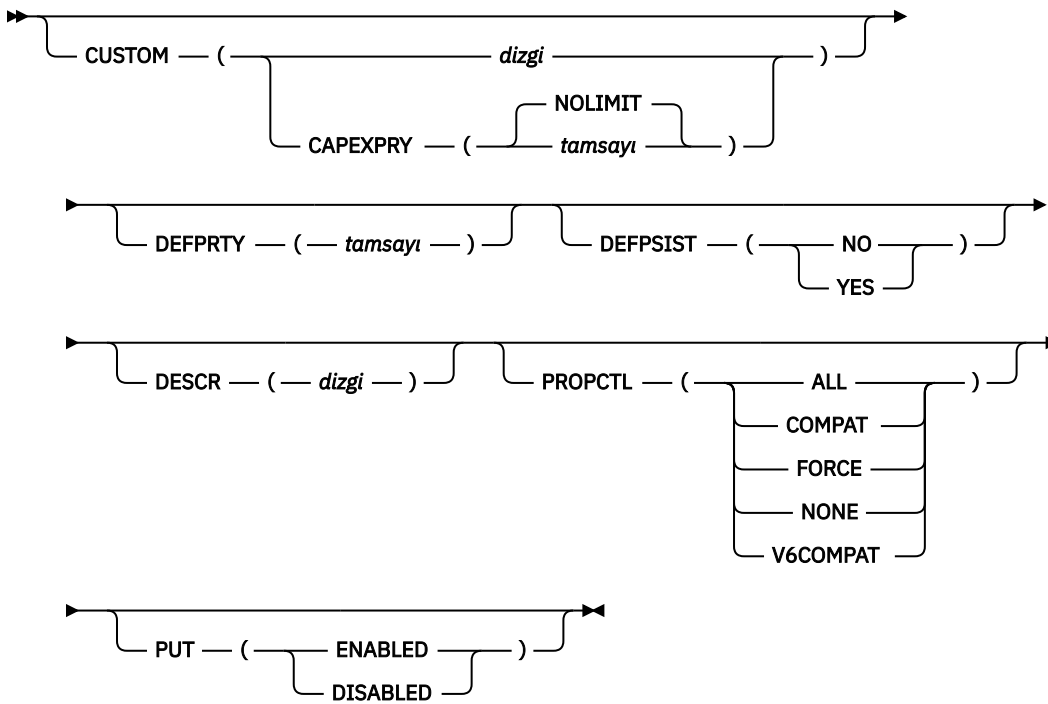 CUSTOM ( dizgi )
NOLIMIT
CAPEXPRY ( tamsayı )
DEFPRTY ( tamsayı ) DEFPSIST ( NO )
YES
DESCR ( dizgi ) PROPCTL ( ALL )
COMPAT
FORCE
NONE
V6COMPAT
PUT ( ENABLED )
DISABLED